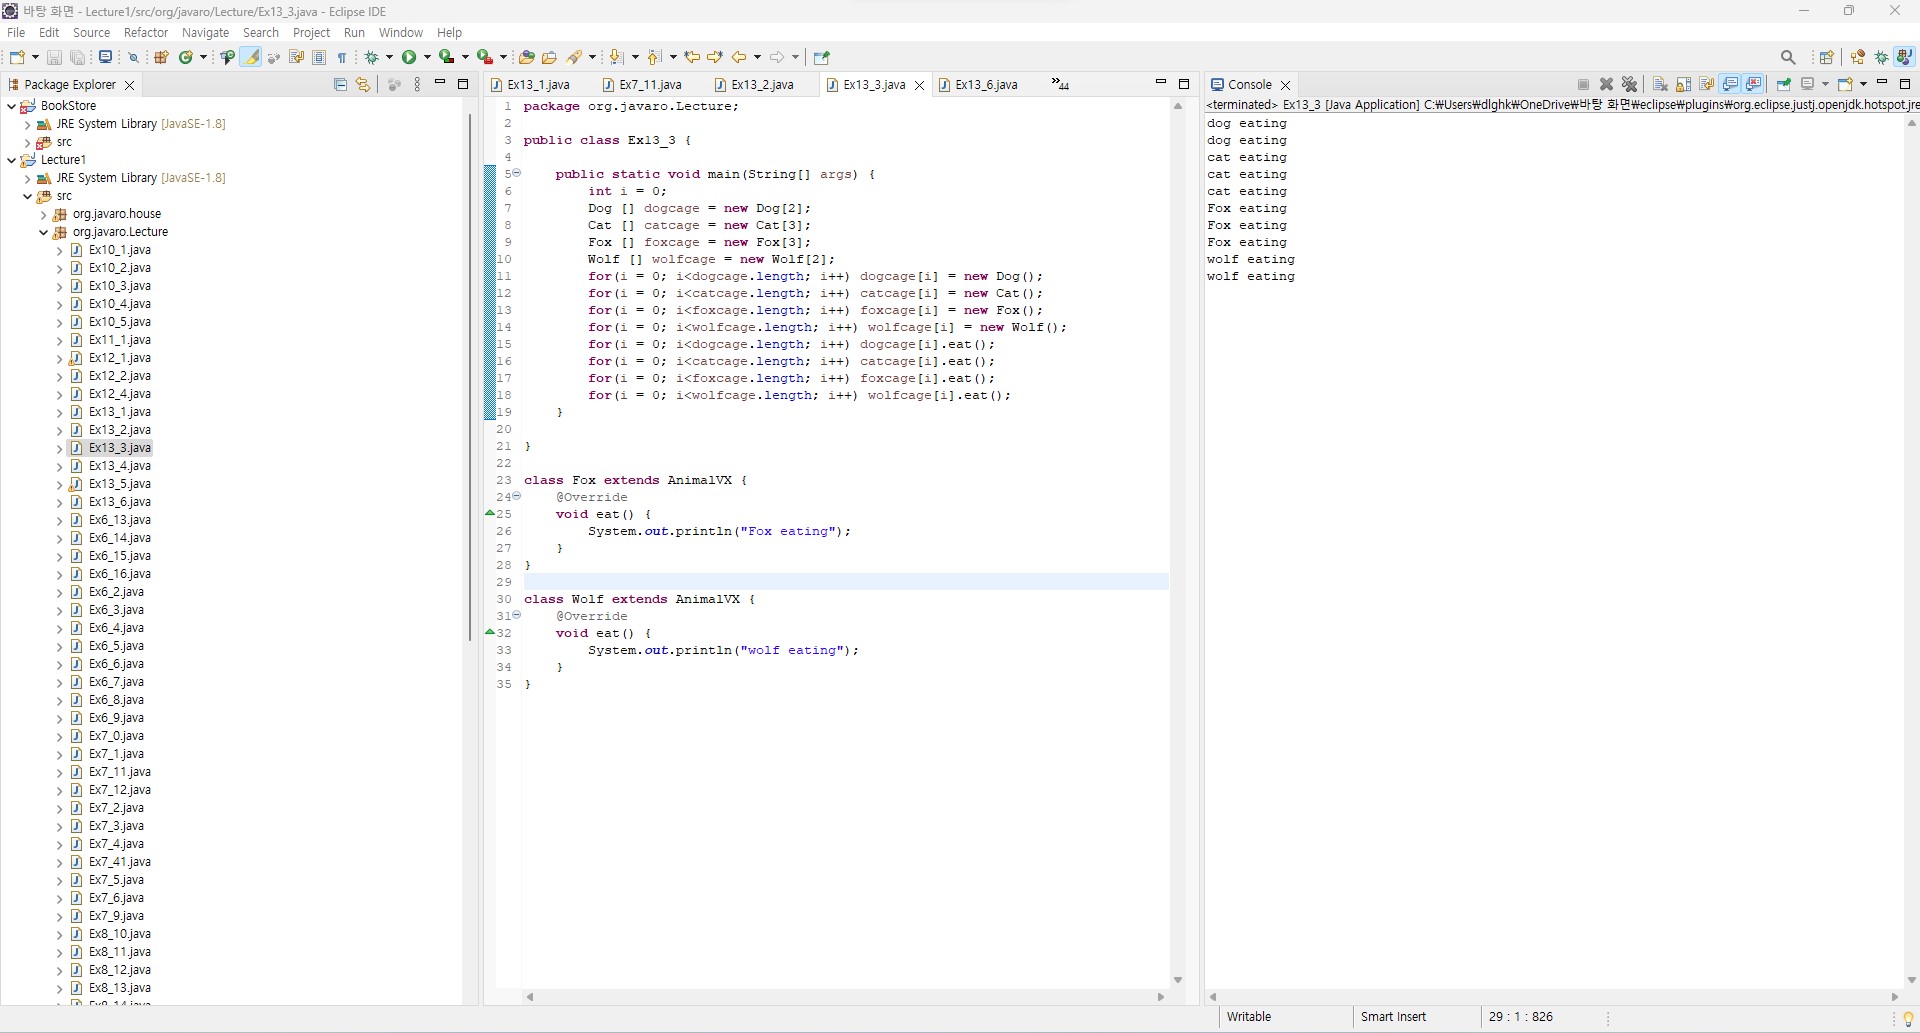 바탕 화면 - Lecture1/src/org/javaro/Lecture/Ex13_3.java - Eclipse IDE
File Edit Source Refactor Navigate Search Project Run Window Help
Package Explorer
BookStore
JRE System Library [JavaSE-1.8]
src
Lecture1
JRE System Library [JavaSE-1.8]
src
org.javaro.house
org.javaro.Lecture
Ex10_1.java
Ex10_2.java
Ex10_3.java
Ex10_4.java
Ex10_5.java
Ex11_1.java
Ex12_1.java
Ex12_2.java
Ex12_4.java
Ex13_1.java
Ex13_2.java
Ex13_3.java
Ex13_4.java
Ex13_5.java
Ex13_6.java
Ex6_13.java
Ex6_14.java
Ex6_15.java
Ex6_16.java
Ex6_2.java
Ex6_3.java
Ex6_4.java
Ex6_5.java
Ex6_6.java
Ex6_7.java
Ex6_8.java
Ex6_9.java
Ex7_0.java
Ex7_1.java
Ex7_11.java
Ex7_12.java
Ex7_2.java
Ex7_3.java
Ex7_4.java
Ex7_41.java
Ex7_5.java
Ex7_6.java
Ex7_9.java
Ex8_10.java
Ex8_11.java
Ex8_12.java
Ex8_13.java
Ex8_14.java
Ex13_1.java Ex7_11.java Ex13_2.java Ex13_3.java Ex13_6.java »44
1 package org.javaro.Lecture;
2
3 public class Ex13_3 {
4
5 public static void main(String[] args) {
6 int i = 0;
7 Dog [] dogcage = new Dog[2];
8 Cat [] catcage = new Cat[3];
9 Fox [] foxcage = new Fox[3];
10 Wolf [] wolfcage = new Wolf[2];
11 for(i = 0; i<dogcage.length; i++) dogcage[i] = new Dog();
12 for(i = 0; i<catcage.length; i++) catcage[i] = new Cat();
13 for(i = 0; i<foxcage.length; i++) foxcage[i] = new Fox();
14 for(i = 0; i<wolfcage.length; i++) wolfcage[i] = new Wolf();
15 for(i = 0; i<dogcage.length; i++) dogcage[i].eat();
16 for(i = 0; i<catcage.length; i++) catcage[i].eat();
17 for(i = 0; i<foxcage.length; i++) foxcage[i].eat();
18 for(i = 0; i<wolfcage.length; i++) wolfcage[i].eat();
19 }
20
21 }
22
23 class Fox extends AnimalVX {
24 @Override
25 void eat() {
26 System.out.println("Fox eating");
27 }
28 }
29
30 class Wolf extends AnimalVX {
31 @Override
32 void eat() {
33 System.out.println("wolf eating");
34 }
35 }
Console
<terminated> Ex13_3 [Java Application] C:₩Users₩dlghk₩OneDrive₩바탕 화면₩eclipse₩plugins₩org.eclipse.justj.openjdk.hotspot.jre
dog eating
dog eating
cat eating
cat eating
cat eating
Fox eating
Fox eating
Fox eating
wolf eating
wolf eating
Writable Smart Insert 29 : 1 : 826